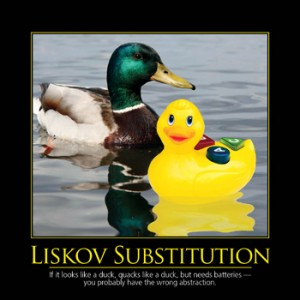 LISKOV SUBSTITUTION
If it looks like a duck, quacks like a duck, but needs batteries —
you probably have the wrong abstraction.